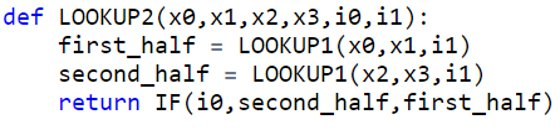 def LOOKUP2(x0,x1,x2,x3,i0,i1):
    first_half = LOOKUP1(x0,x1,i1)
    second_half = LOOKUP1(x2,x3,i1)
    return IF(i0,second_half,first_half)